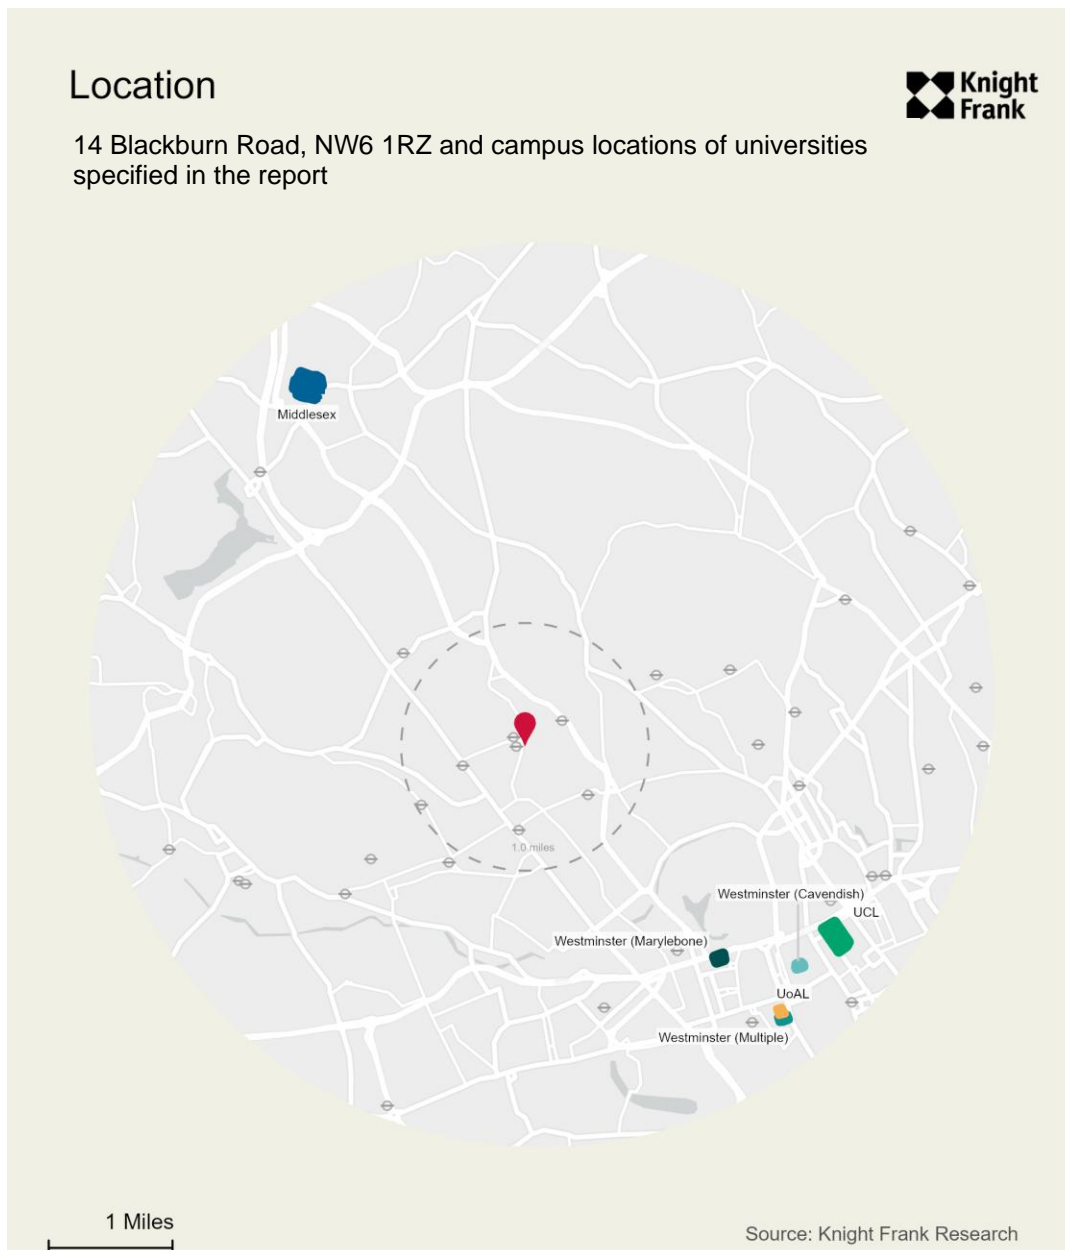 Location
Knight
Frank
14 Blackburn Road, NW6 1RZ and campus locations of universities
specified in the report
Middlesex
1.0 miles
Westminster (Cavendish)
UCL
Westminster (Marylebone)
UoAL
Westminster (Multiple)
1 Miles
Source: Knight Frank Research